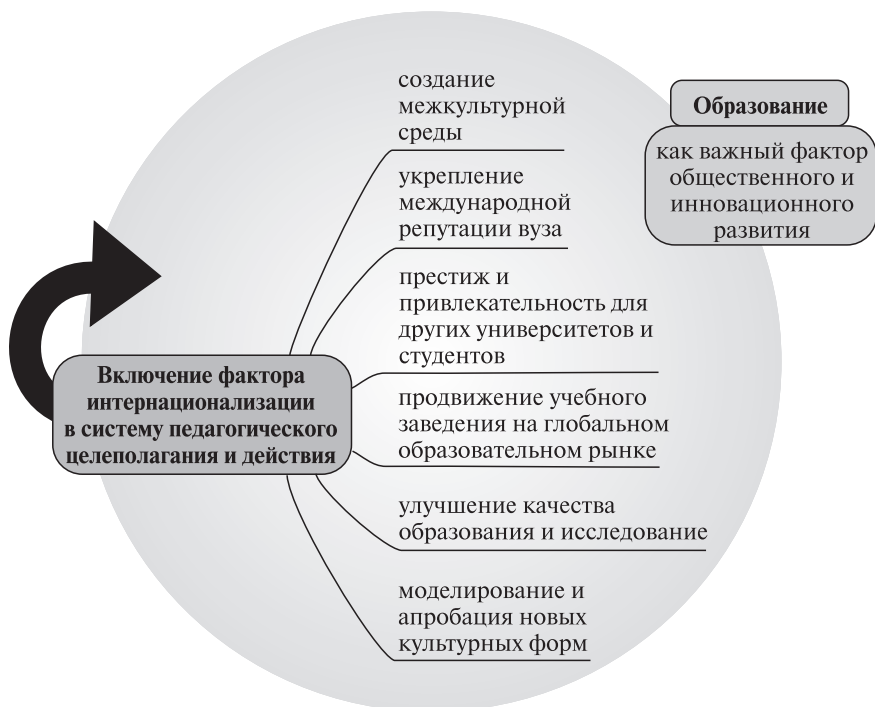 создание
межкультурной
среды
укрепление
международной
репутации вуза
престиж и
привлекательность для
других университетов и
студентов
продвижение учебного
заведения на глобальном
образовательном рынке
улучшение качества
образования и исследование
моделирование и
апробация новых
культурных форм
Образование
как важный фактор
общественного и
инновационного
развития
Включение фактора
интернационализации
в систему педагогического
целеполагания и действия